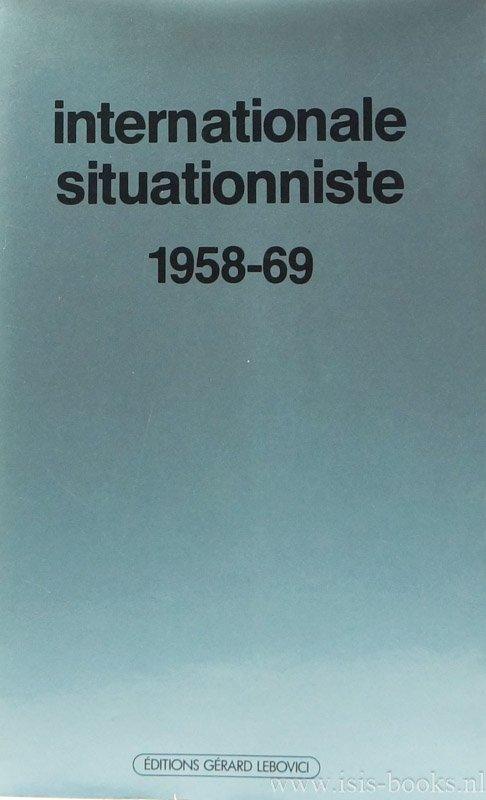 internationale
situationniste
1958-69
ÉDITIONS GÉRARD LEBOVICI
www.isis-books.nl